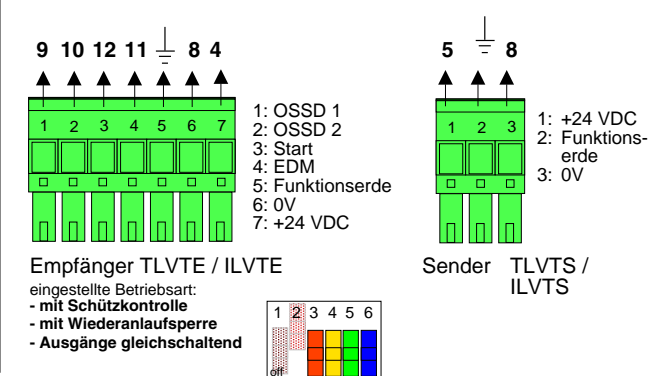 9 10 12 11 8 4
1 2 3 4 5 6 7
1: OSSD 1
2: OSSD 2
3: Start
4: EDM
5: Funktionserde
6: 0V
7: +24 VDC
Empfänger TLVTE / ILVTE
eingestellte Betriebsart:
- mit Schützkontrolle
- mit Wiederanlaufsperre
- Ausgänge gleichschaltend
1 2 3 4 5 6
off
5 8
1 2 3
1: +24 VDC
2: Funktions-
erde
3: 0V
Sender TLVTS /
ILVTS